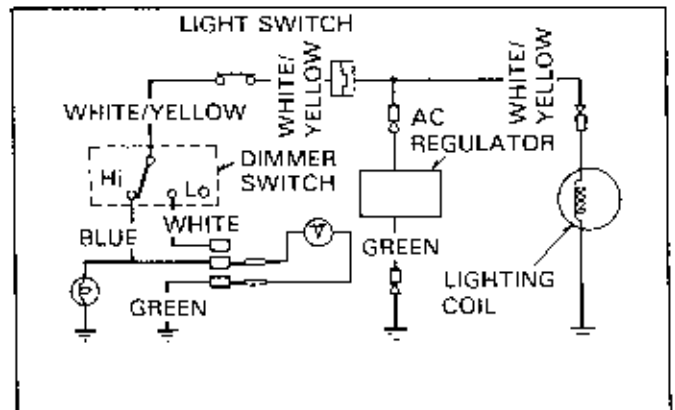 LIGHT SWITCH
WHITE/
YELLOW
WHITE/
YELLOW
WHITE/YELLOW
AC
REGULATOR
Hi
Lo
DIMMER
SWITCH
WHITE
BLUE
GREEN
LIGHTING
COIL
GREEN